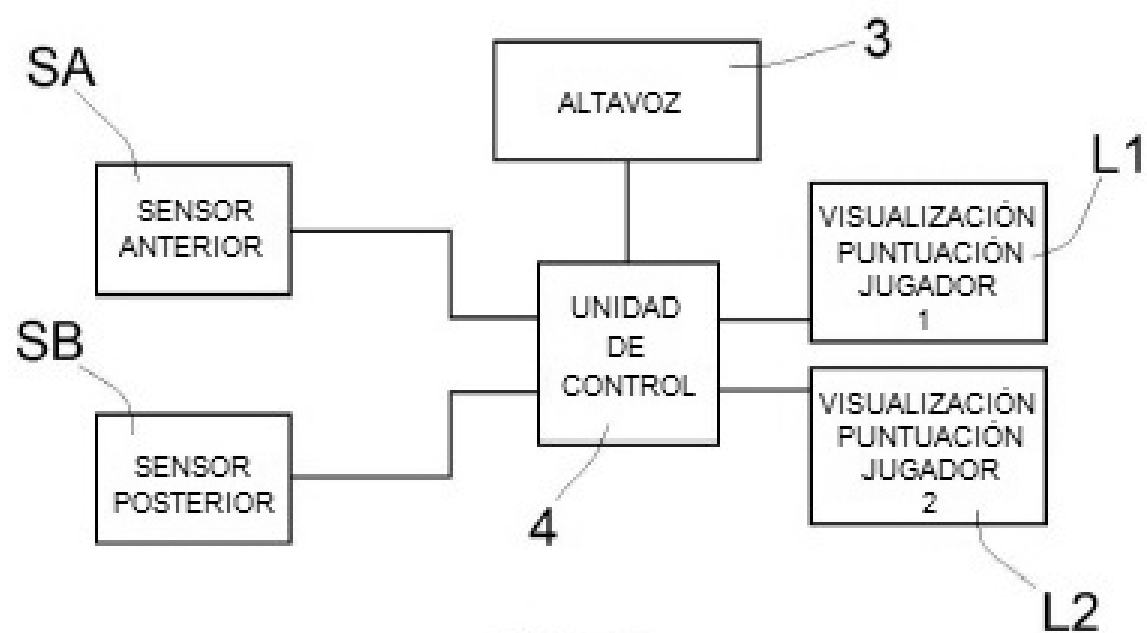 3
SA
ALTAVOZ
L1
SENSOR
ANTERIOR
VISUALIZACIÓN
PUNTUACIÓN
JUGADOR
1
UNIDAD
DE
CONTROL
SB
VISUALIZACIÓN
PUNTUACIÓN
JUGADOR
2
SENSOR
POSTERIOR
4
L2